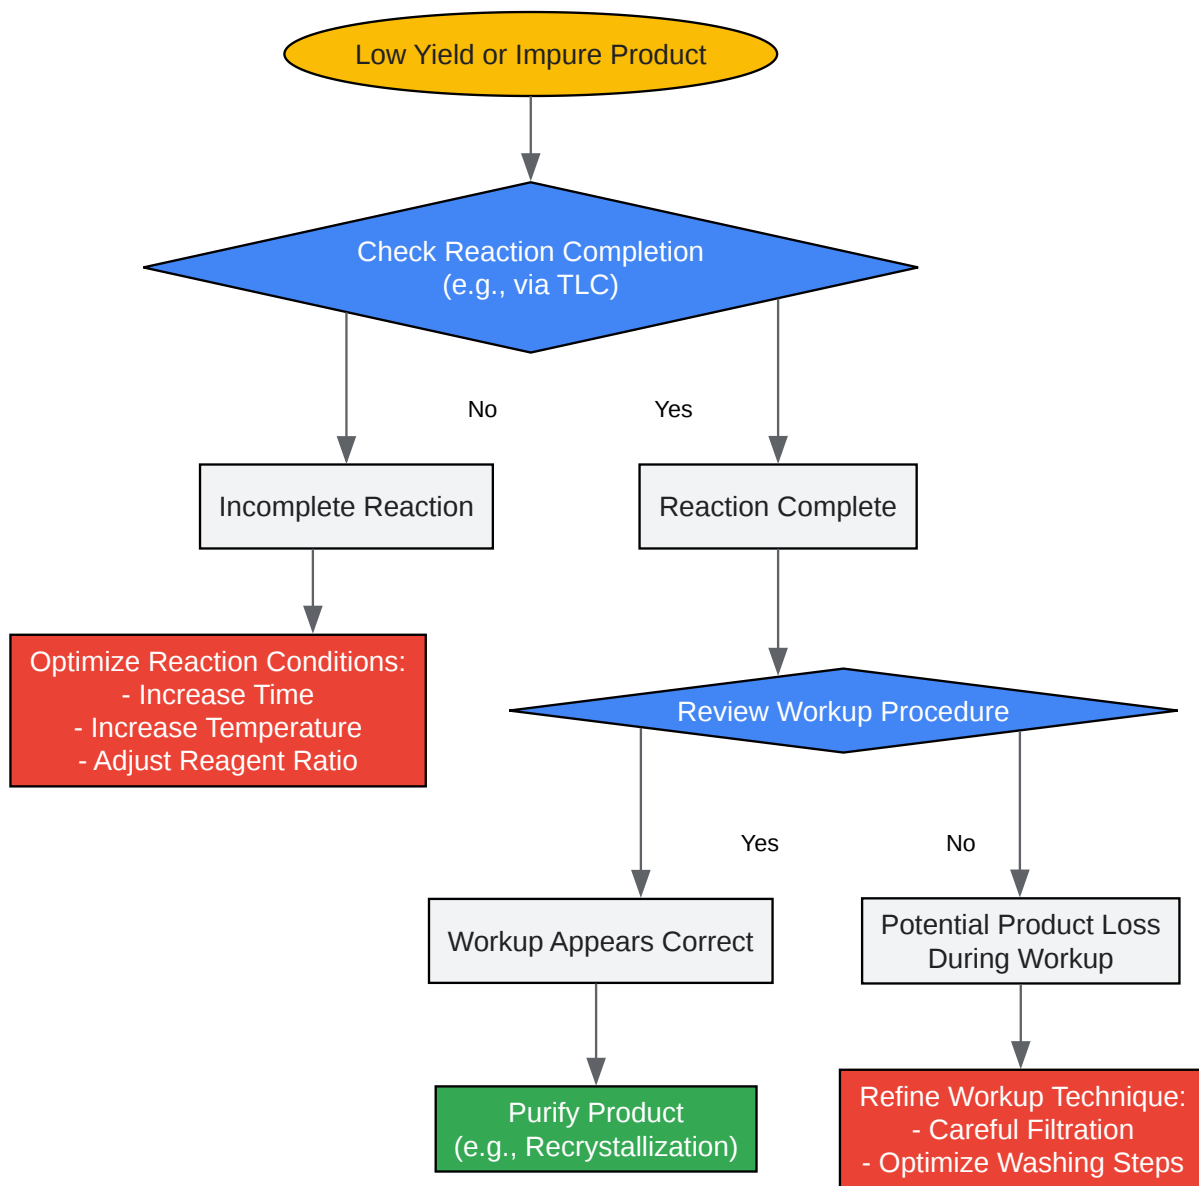 Low Yield or Impure Product
Check Reaction Completion
(e.g., via TLC)
No
Yes
Incomplete Reaction
Reaction Complete
Optimize Reaction Conditions:
- Increase Time
- Increase Temperature
- Adjust Reagent Ratio
Review Workup Procedure
Yes
No
Workup Appears Correct
Potential Product Loss
During Workup
Purify Product
(e.g., Recrystallization)
Refine Workup Technique:
- Careful Filtration
- Optimize Washing Steps